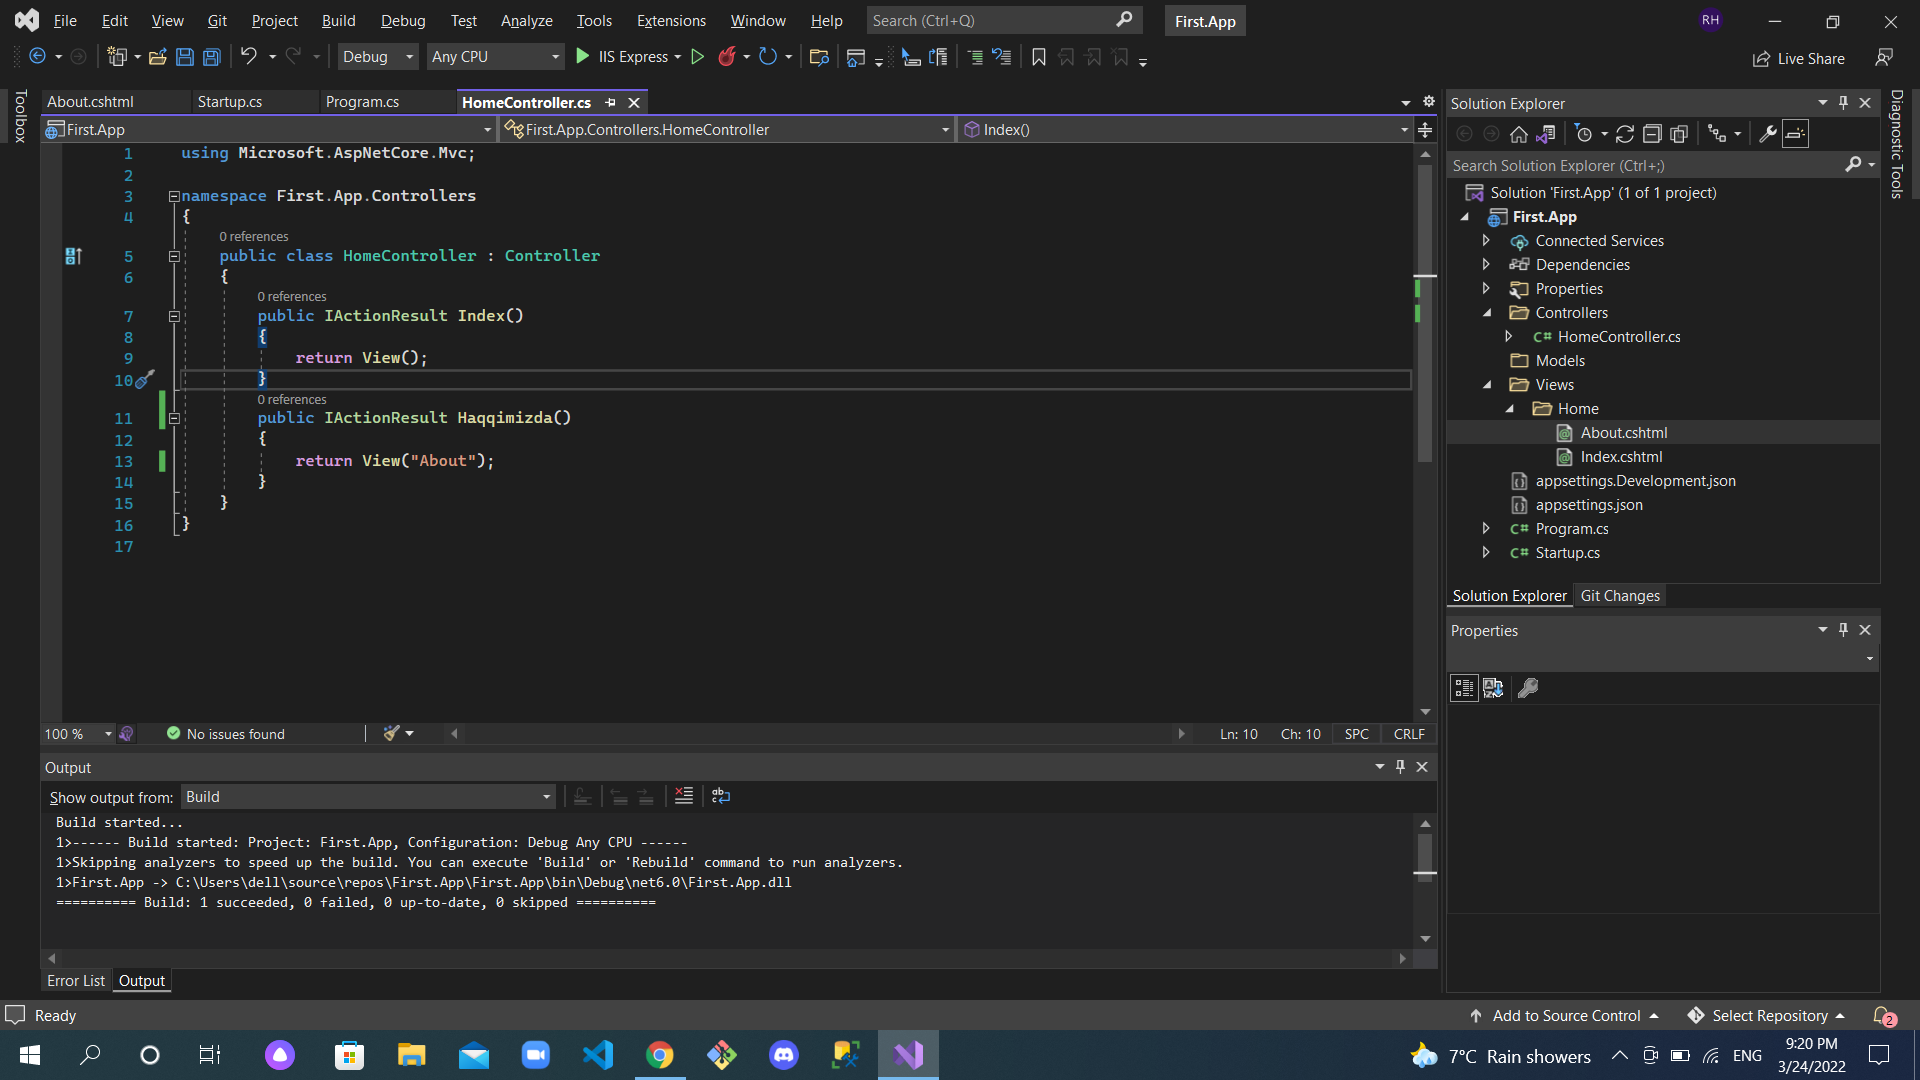 File Edit View Git Project Build Debug Test Analyze Tools Extensions Window Help Search (Ctrl+Q) First.App RH
Debug Any CPU IIS Express Live Share
Toolbox
About.cshtml Startup.cs Program.cs HomeController.cs
First.App First.App.Controllers.HomeController Index()
1 using Microsoft.AspNetCore.Mvc;
2
3 namespace First.App.Controllers
4 {
0 references
5 public class HomeController : Controller
6 {
0 references
7 public IActionResult Index()
8 {
9 return View();
10 }
0 references
11 public IActionResult Haqqimizda()
12 {
13 return View("About");
14 }
15 }
16 }
17
100 % No issues found Ln: 10 Ch: 10 SPC CRLF
Output
Show output from: Build
Build started...
1>------ Build started: Project: First.App, Configuration: Debug Any CPU ------
1>Skipping analyzers to speed up the build. You can execute 'Build' or 'Rebuild' command to run analyzers.
1>First.App -> C:\Users\dell\source\repos\First.App\First.App\bin\Debug\net6.0\First.App.dll
========== Build: 1 succeeded, 0 failed, 0 up-to-date, 0 skipped ==========
Error List Output
Solution Explorer
Search Solution Explorer (Ctrl+;)
Solution 'First.App' (1 of 1 project)
First.App
Connected Services
Dependencies
Properties
Controllers
C# HomeController.cs
Models
Views
Home
About.cshtml
Index.cshtml
appsettings.Development.json
appsettings.json
C# Program.cs
C# Startup.cs
Solution Explorer Git Changes
Properties
Diagnostic Tools
Ready Add to Source Control Select Repository 2
7°C Rain showers ENG 9:20 PM
3/24/2022